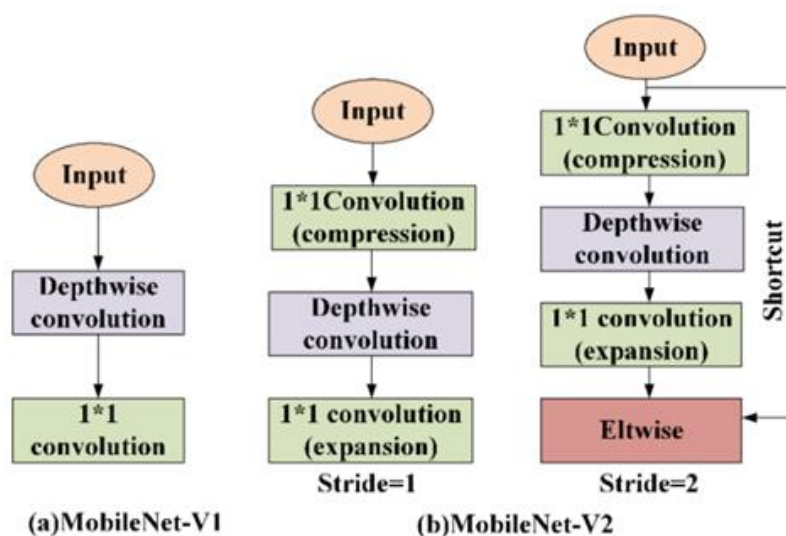 Input
Depthwise
convolution
1*1
convolution
(a)MobileNet-V1
Input
1*1Convolution
(compression)
Depthwise
convolution
1*1 convolution
(expansion)
Stride=1
Input
1*1Convolution
(compression)
Depthwise
convolution
1*1 convolution
(expansion)
Eltwise
Shortcut
Stride=2
(b)MobileNet-V2